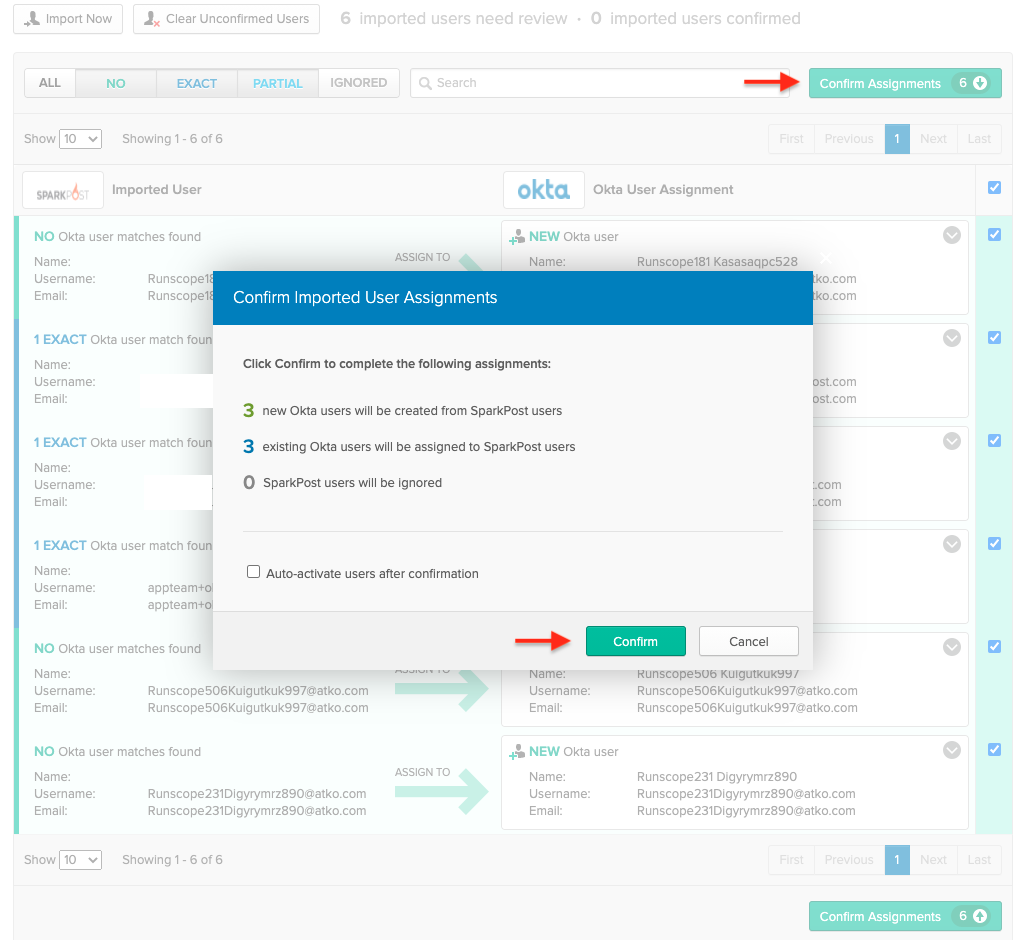 Import Now
Clear Unconfirmed Users
6 imported users need review · 0 imported users confirmed
ALL NO EXACT PARTIAL IGNORED
Search
Confirm Assignments 6
Show 10 Showing 1 - 6 of 6
First Previous 1 Next Last
SPARKPOST Imported User
okta Okta User Assignment
NO Okta user matches found
Name:
Username: Runscope18
Email: Runscope18
ASSIGN TO
NEW Okta user
Name: Runscope181 Kasasaqpc528
tko.com
tko.com
1 EXACT Okta user match foun
Name:
Username:
Email:
ost.com
ost.com
1 EXACT Okta user match foun
Name:
Username:
Email:
.com
.com
1 EXACT Okta user match foun
Name:
Username: appteam+o
Email: appteam+o
Confirm Imported User Assignments
Click Confirm to complete the following assignments:
3 new Okta users will be created from SparkPost users
3 existing Okta users will be assigned to SparkPost users
0 SparkPost users will be ignored
Auto-activate users after confirmation
Confirm
Cancel
NO Okta user matches found
Name:
Username: Runscope506Kuigutkuk997@atko.com
Email: Runscope506Kuigutkuk997@atko.com
ASSIGN TO
Name: Runscope506 Kuigutkuk997
Username: Runscope506Kuigutkuk997@atko.com
Email: Runscope506Kuigutkuk997@atko.com
NO Okta user matches found
Name:
Username: Runscope231Digyrymrz890@atko.com
Email: Runscope231Digyrymrz890@atko.com
ASSIGN TO
NEW Okta user
Name: Runscope231 Digyrymrz890
Username: Runscope231Digyrymrz890@atko.com
Email: Runscope231Digyrymrz890@atko.com
Show 10 Showing 1 - 6 of 6
First Previous 1 Next Last
Confirm Assignments 6